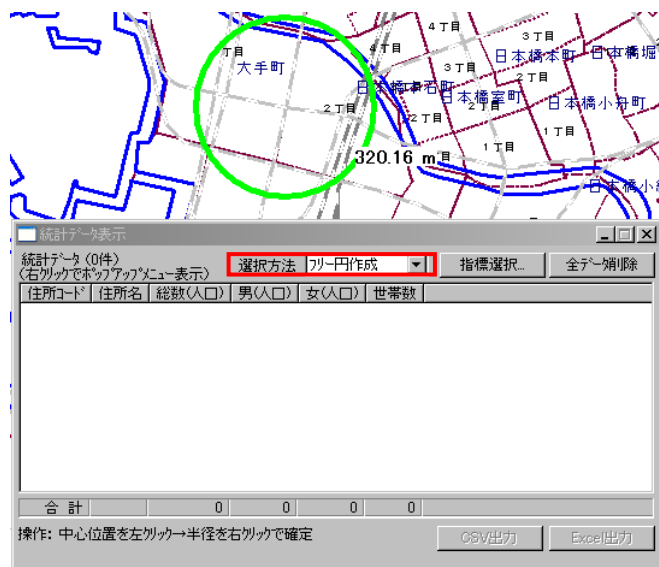 4丁目
3丁目
丁目
4丁目
日本橋本町
日本橋堀
大手町
3丁目
2丁目
日本橋室町
2丁目
日本橋小舟町
2丁目
2丁目
1丁目
1丁目
320.16 m
日本橋小
統計データ表示
統計データ (0件)
(右クリックでポップアップメニュー表示)
選択方法 フリー円作成 指標選択... 全データ消除
住所コード 住所名 総数(人口) 男(人口) 女(人口) 世帯数
合 計 0 0 0 0
操作: 中心位置を左クリック→半径を右クリックで確定
CSV出力 Excel出力